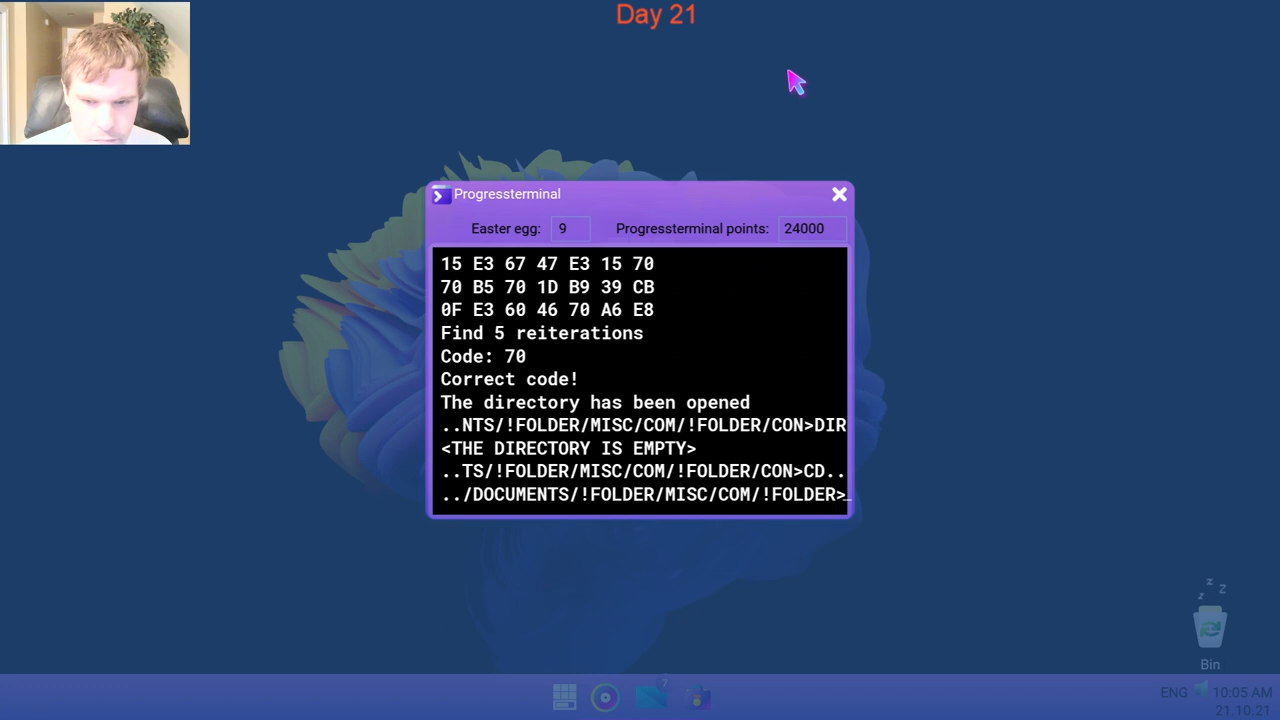 Day 21
Progressterminal
Easter egg: 9 Progressterminal points: 24000
15 E3 67 47 E3 15 70
70 B5 70 1D B9 39 CB
0F E3 60 46 70 A6 E8
Find 5 reiterations
Code: 70
Correct code!
The directory has been opened
..NTS/!FOLDER/MISC/COM/!FOLDER/CON>DIR
<THE DIRECTORY IS EMPTY>
..TS/!FOLDER/MISC/COM/!FOLDER/CON>CD..
../DOCUMENTS/!FOLDER/MISC/COM/!FOLDER>_
z z z
Bin
7
ENG 10:05 AM
21.10.21